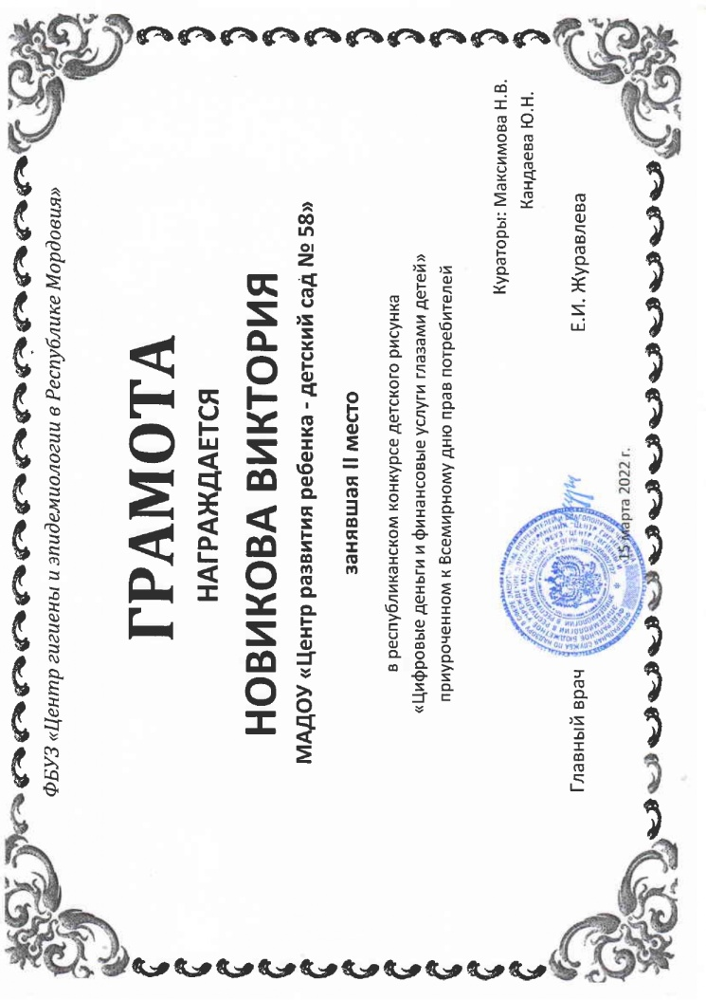 ФБУЗ «Центр гигиены и эпидемиологии в Республике Мордовия»
ГРАМОТА
НАГРАЖДАЕТСЯ
НОВИКОВА ВИКТОРИЯ
МАДОУ «Центр развития ребенка - детский сад № 58»
занявшая II место
в республиканском конкурсе детского рисунка
«Цифровые деньги и финансовые услуги глазами детей»
приуроченном к Всемирному дню прав потребителей
Кураторы: Максимова Н.В.
Кандаева Ю.Н.
Главный врач Е.И. Журавлева
15 марта 2022 г.